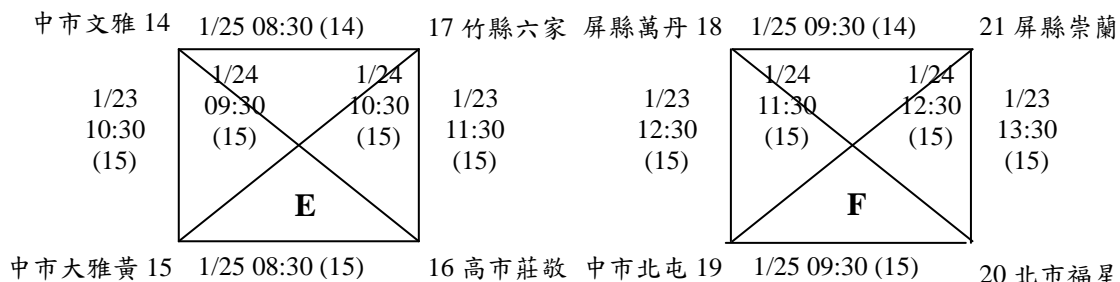 中市文雅 14 1/25 08:30 (14) 17 竹縣六家 屏縣萬丹 18 1/25 09:30 (14) 21 屏縣崇蘭
1/24 1/24 1/24 1/24
1/23 09:30 10:30 1/23 1/23 11:30 12:30 1/23
10:30 (15) (15) 11:30 12:30 (15) (15) 13:30
(15) (15) (15) (15)
E F
中市大雅黃 15 1/25 08:30 (15) 16 高市莊敬 中市北屯 19 1/25 09:30 (15) 20 北市福星